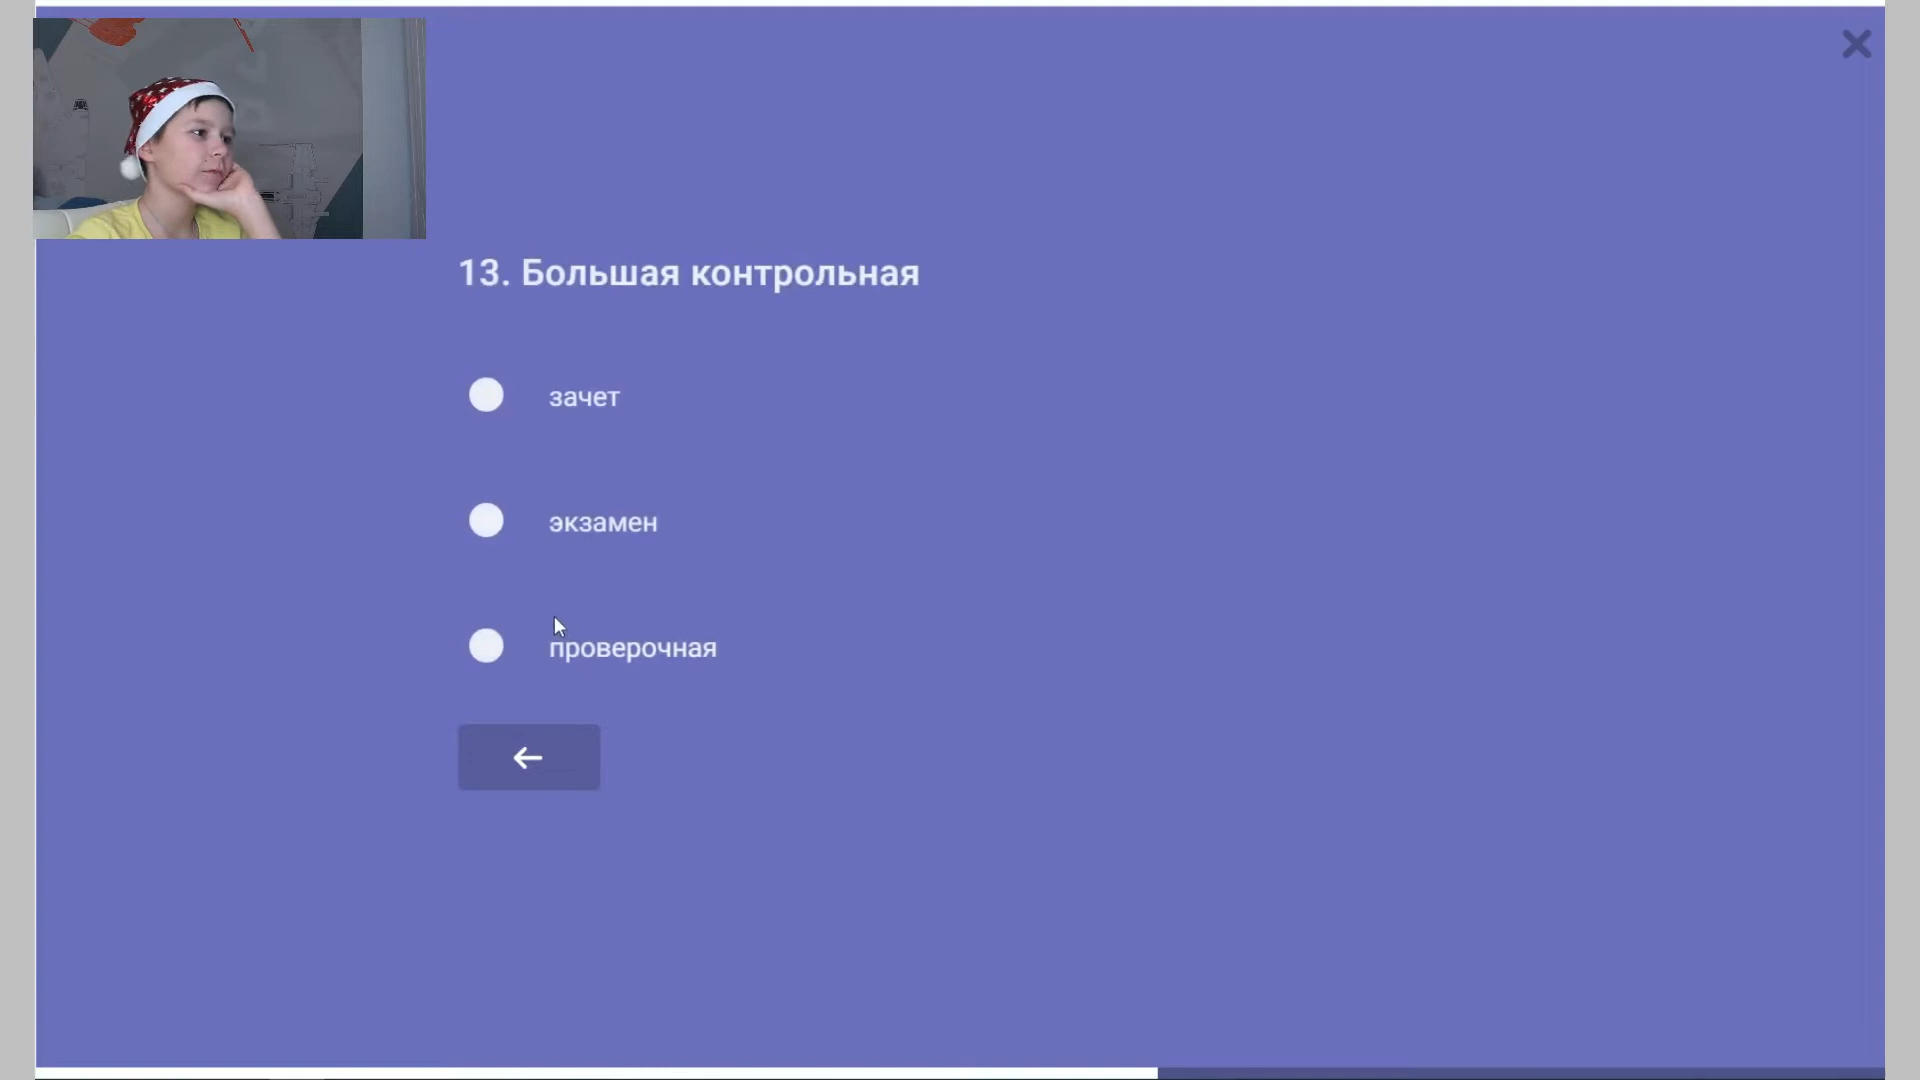 13. Большая контрольная
зачет
экзамен
проверочная